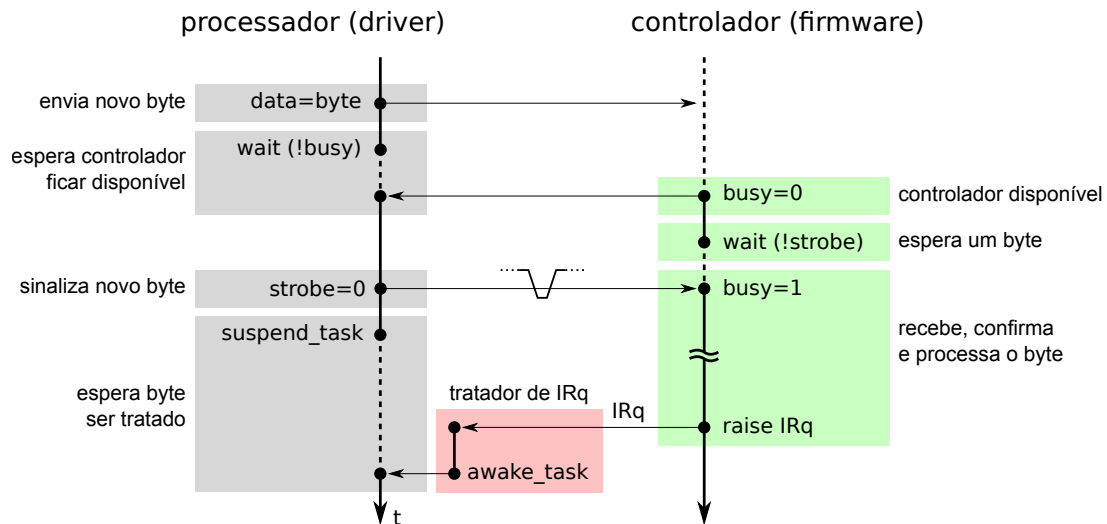 processador (driver)
controlador (firmware)
envia novo byte
data=byte
espera controlador
ficar disponível
wait (!busy)
busy=0
controlador disponível
wait (!strobe)
espera um byte
sinaliza novo byte
strobe=0
busy=1
suspend_task
recebe, confirma
e processa o byte
espera byte
ser tratado
tratador de IRq
IRq
raise IRq
awake_task
t